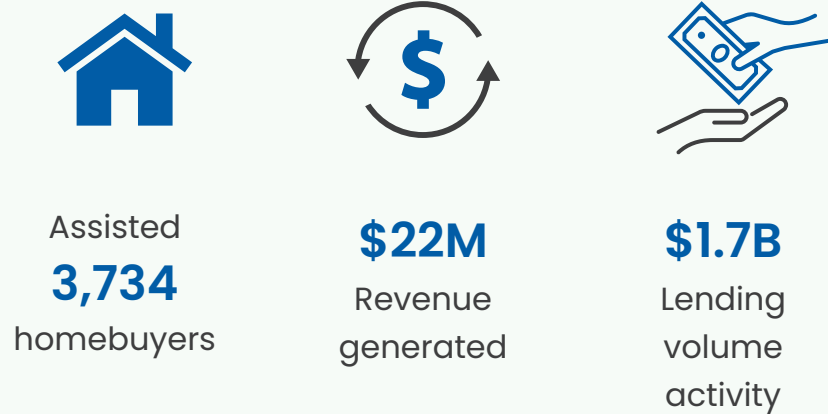 $
Assisted
3,734
homebuyers
$22M
Revenue
generated
$1.7B
Lending
volume
activity